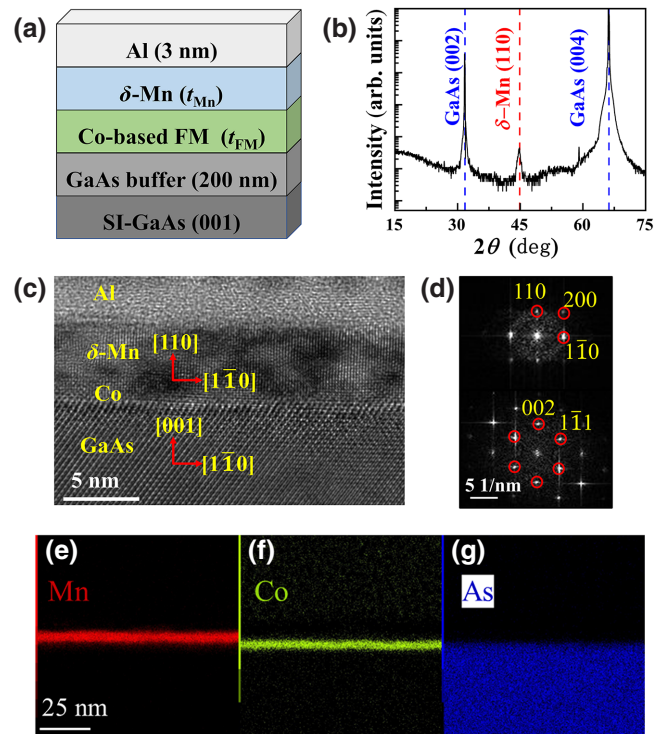 (a)
Al (3 nm)
δ-Mn (tMn)
Co-based FM (tFM)
GaAs buffer (200 nm)
SI-GaAs (001)
(b)
Intensity (arb. units)
GaAs (002)
δ−Mn (110)
GaAs (004)
15 30 45 60 75
2θ (deg)
(c)
Al
δ-Mn
[110]
[11̅0]
Co
[001]
GaAs
[11̅0]
5 nm
(d)
110
200
11̅0
002
11̅1
5 1/nm
(e)
Mn
25 nm
(f)
Co
(g)
As